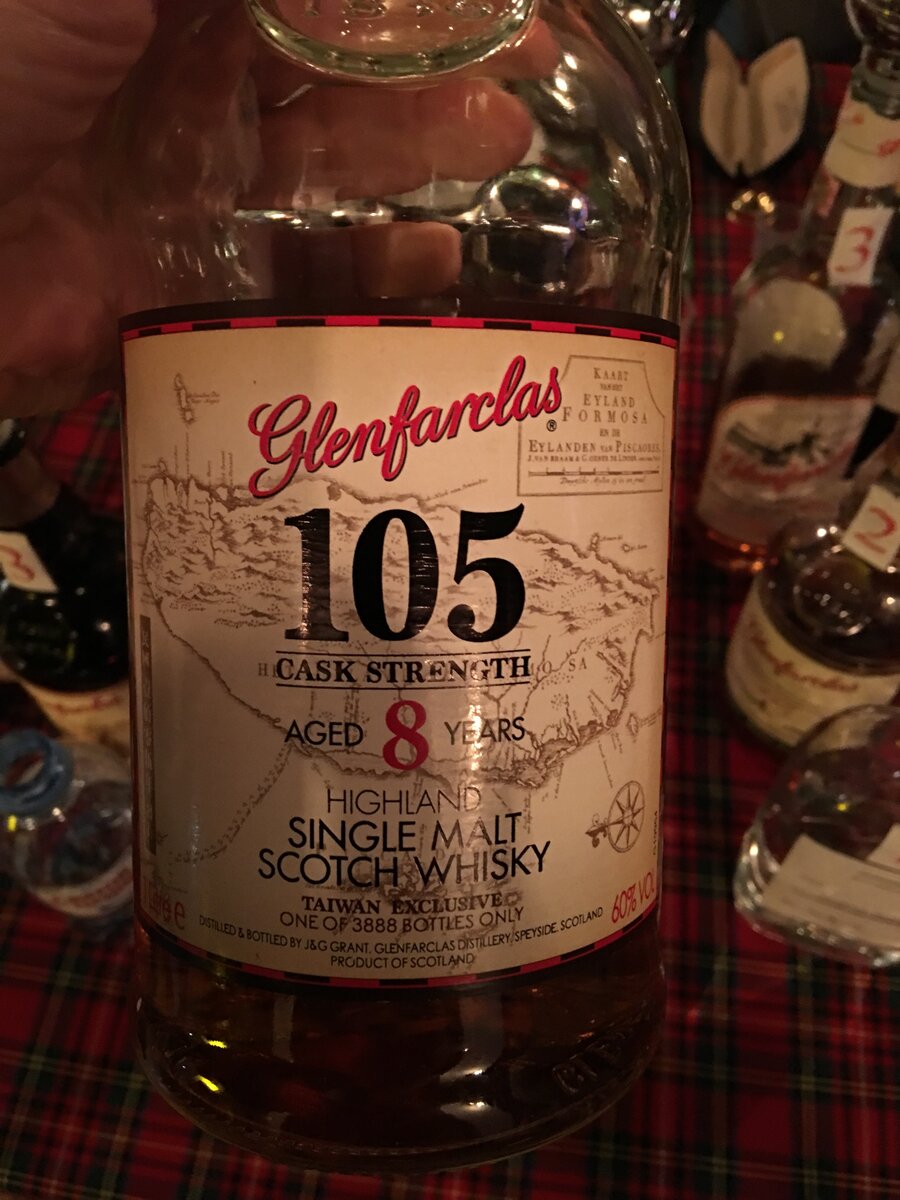 Glenfarclas®
KAART
VAN HET
EYLAND
FORMOSA
EN DE
EYLANDEN VAN PISCADORES.
105
CASK STRENGTH
AGED 8 YEARS
HIGHLAND
SINGLE MALT
SCOTCH WHISKY
TAIWAN EXCLUSIVE
ONE OF 3888 BOTTLES ONLY
60% VOL
DISTILLED & BOTTLED BY J&G GRANT, GLENFARCLAS DISTILLERY, SPEYSIDE, SCOTLAND
PRODUCT OF SCOTLAND
3
2
3
Glenfarclas